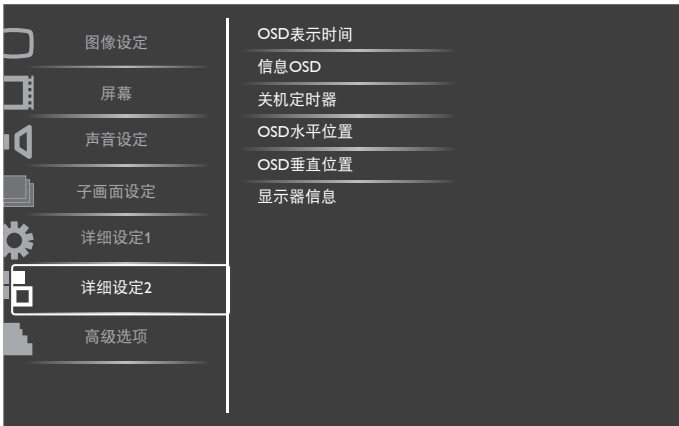 图像设定
屏幕
声音设定
子画面设定
详细设定1
详细设定2
高级选项
OSD表示时间
信息OSD
关机定时器
OSD水平位置
OSD垂直位置
显示器信息